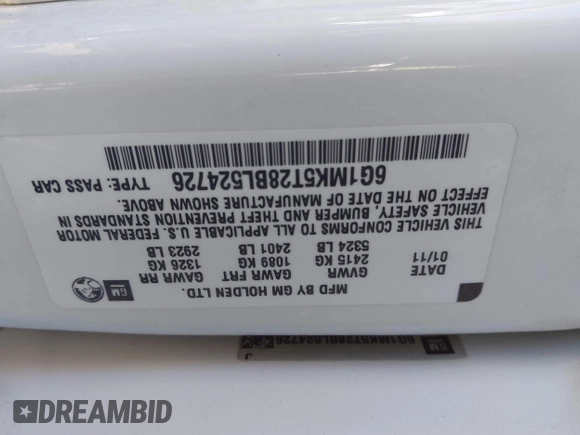 MFD BY GM HOLDEN LTD. GM
DATE GVWR GAWR FRT GAWR RR
01/11 2415 KG 1089 KG 1326 KG
5324 LB 2401 LB 2923 LB
THIS VEHICLE CONFORMS TO ALL APPLICABLE U.S. FEDERAL MOTOR
VEHICLE SAFETY, BUMPER AND THEFT PREVENTION STANDARDS IN
EFFECT ON THE DATE OF MANUFACTURE SHOWN ABOVE.
6G1MK5T28BL524726 TYPE: PASS CAR
GM 6G1MK5T28BL524726
DREAMBID